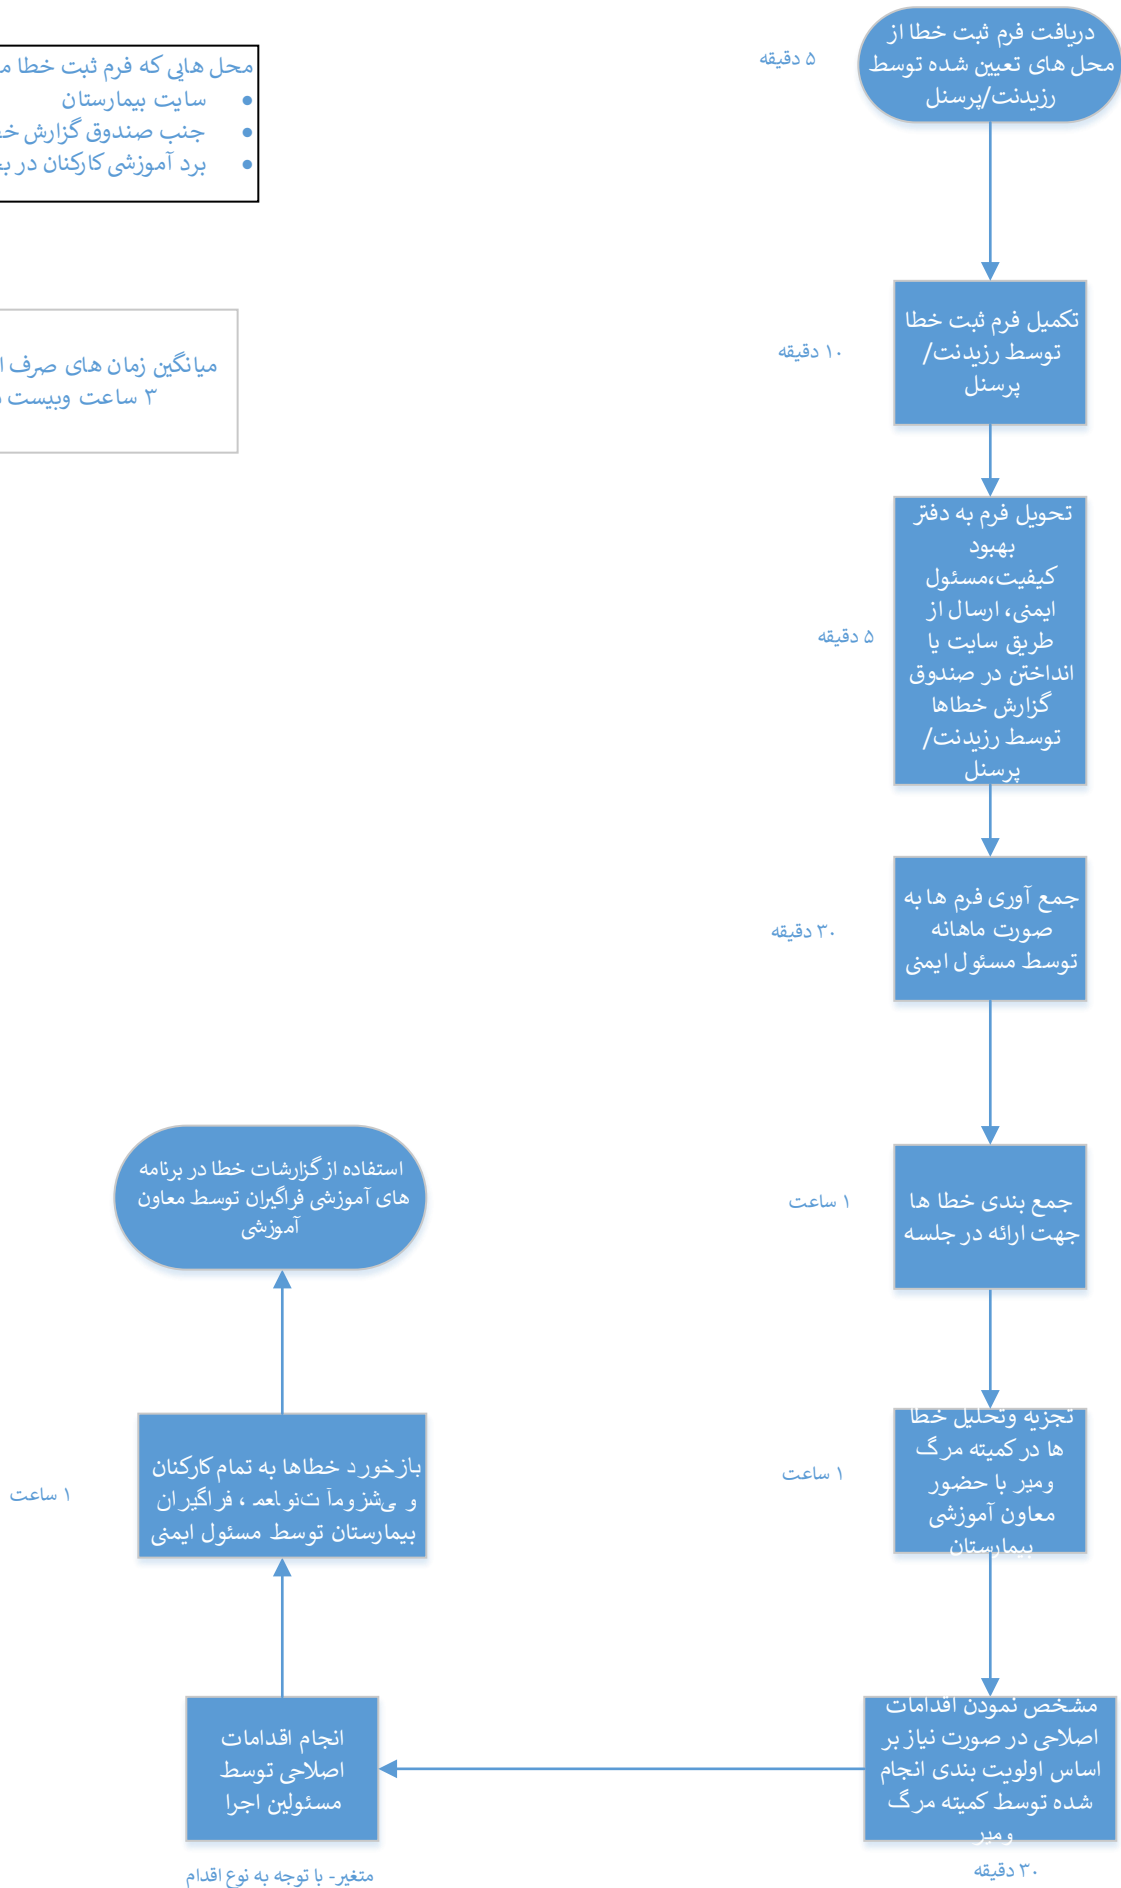 دریافت فرم ثبت خطا از
محل های تعیین شده توسط
رزیدنت/پرسنل
۵ دقیقه
محل هایی که فرم ثبت خطا
سایت بیمارستان
جنب صندوق گزارش
برد آموزشی کارکنان در
میانگین زمان های صرف
۳ ساعت وبیست
تکمیل فرم ثبت خطا
توسط رزیدنت/
پرسنل
۱۰ دقیقه
تحویل فرم به دفتر
بهبود
کیفیت،مسئول
ایمنی، ارسال از
طریق سایت یا
انداختن در صندوق
گزارش خطاها
توسط رزیدنت/
پرسنل
۵ دقیقه
جمع آوری فرم ها به
صورت ماهانه
توسط مسئول ایمنی
۳۰ دقیقه
جمع بندی خطا ها
جهت ارائه در جلسه
۱ ساعت
تجزیه وتحلیل خطا
ها در کمیته مرگ
ومیر با حضور
معاون آموزشی
بیمارستان
۱ ساعت
مشخص نمودن اقدامات
اصلاحی در صورت نیاز بر
اساس اولویت بندی انجام
شده توسط کمیته مرگ
ومیر
۳۰ دقیقه
انجام اقدامات
اصلاحی توسط
مسئولین اجرا
متغیر- با توجه به نوع اقدام
بازخورد خطاها به تمام کارکنان
و فراگیران ،
بیمارستان توسط مسئول ایمنی
۱ ساعت
استفاده از گزارشات خطا در برنامه
های آموزشی فراگیران توسط معاون
آموزشی